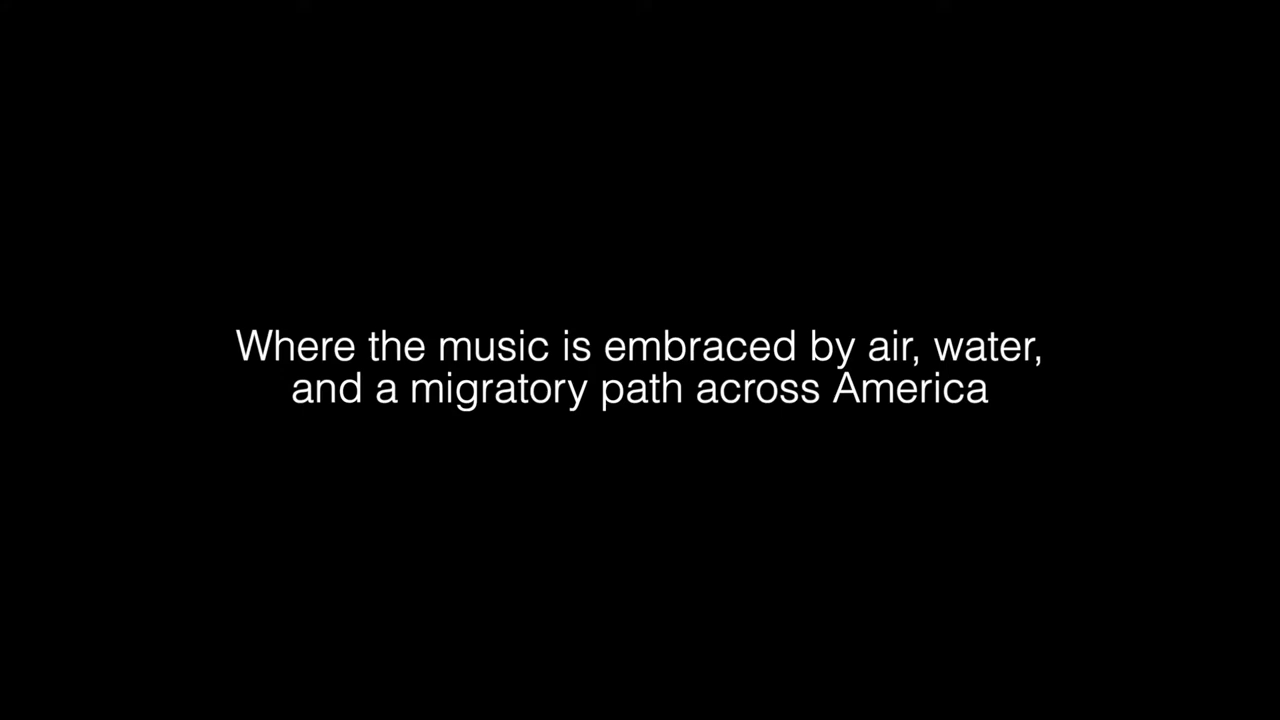 Where the music is embraced by air, water,
and a migratory path across America